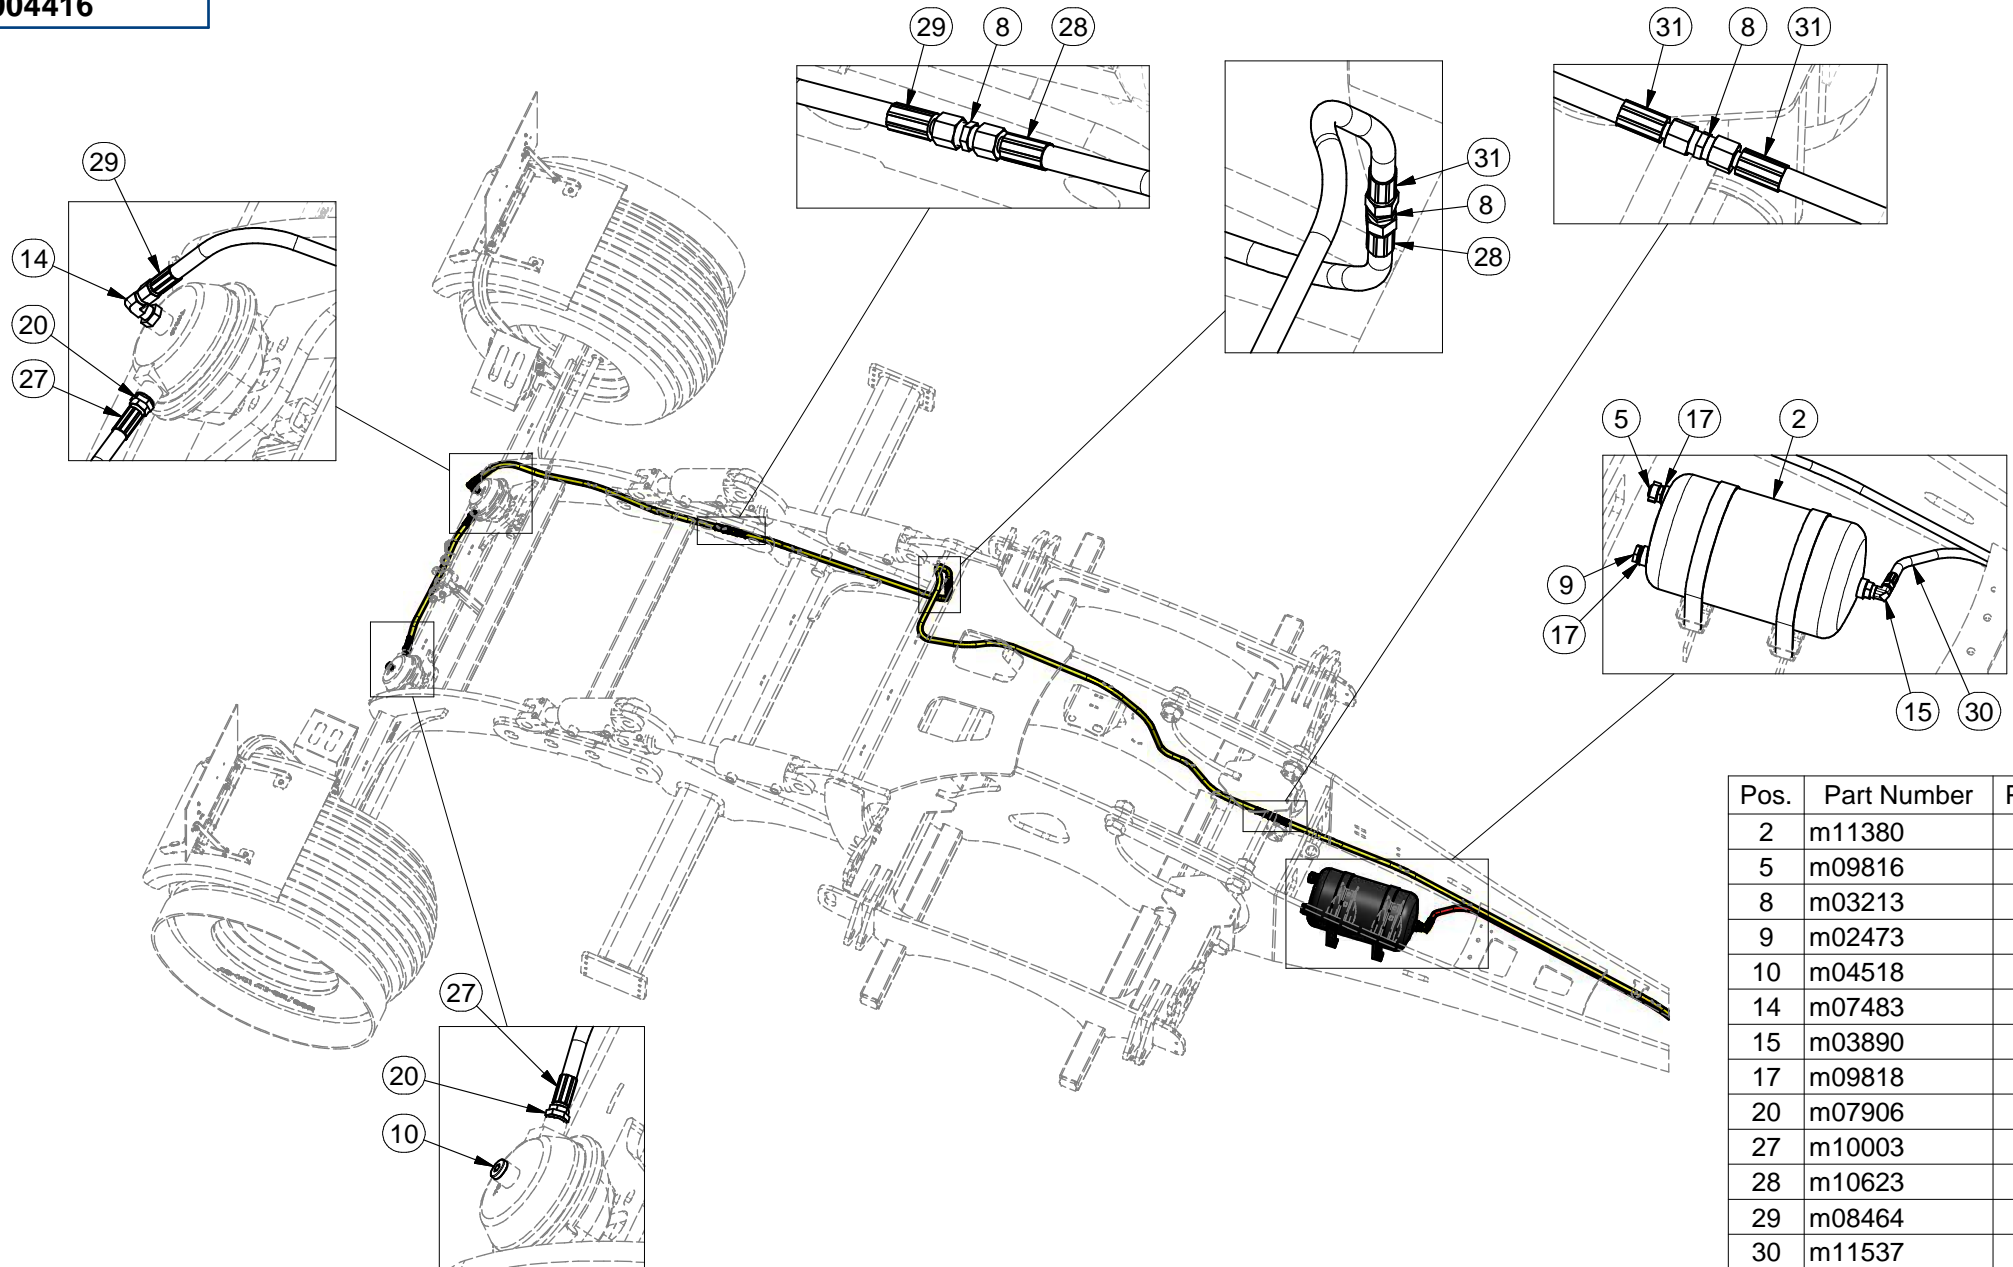 004416
29 8 28
31 8 31
29
14
20
27
31
8
28
5 17 2
9
17
15 30
27
20
10
Pos. Part Number
2 m11380
5 m09816
8 m03213
9 m02473
10 m04518
14 m07483
15 m03890
17 m09818
20 m07906
27 m10003
28 m10623
29 m08464
30 m11537